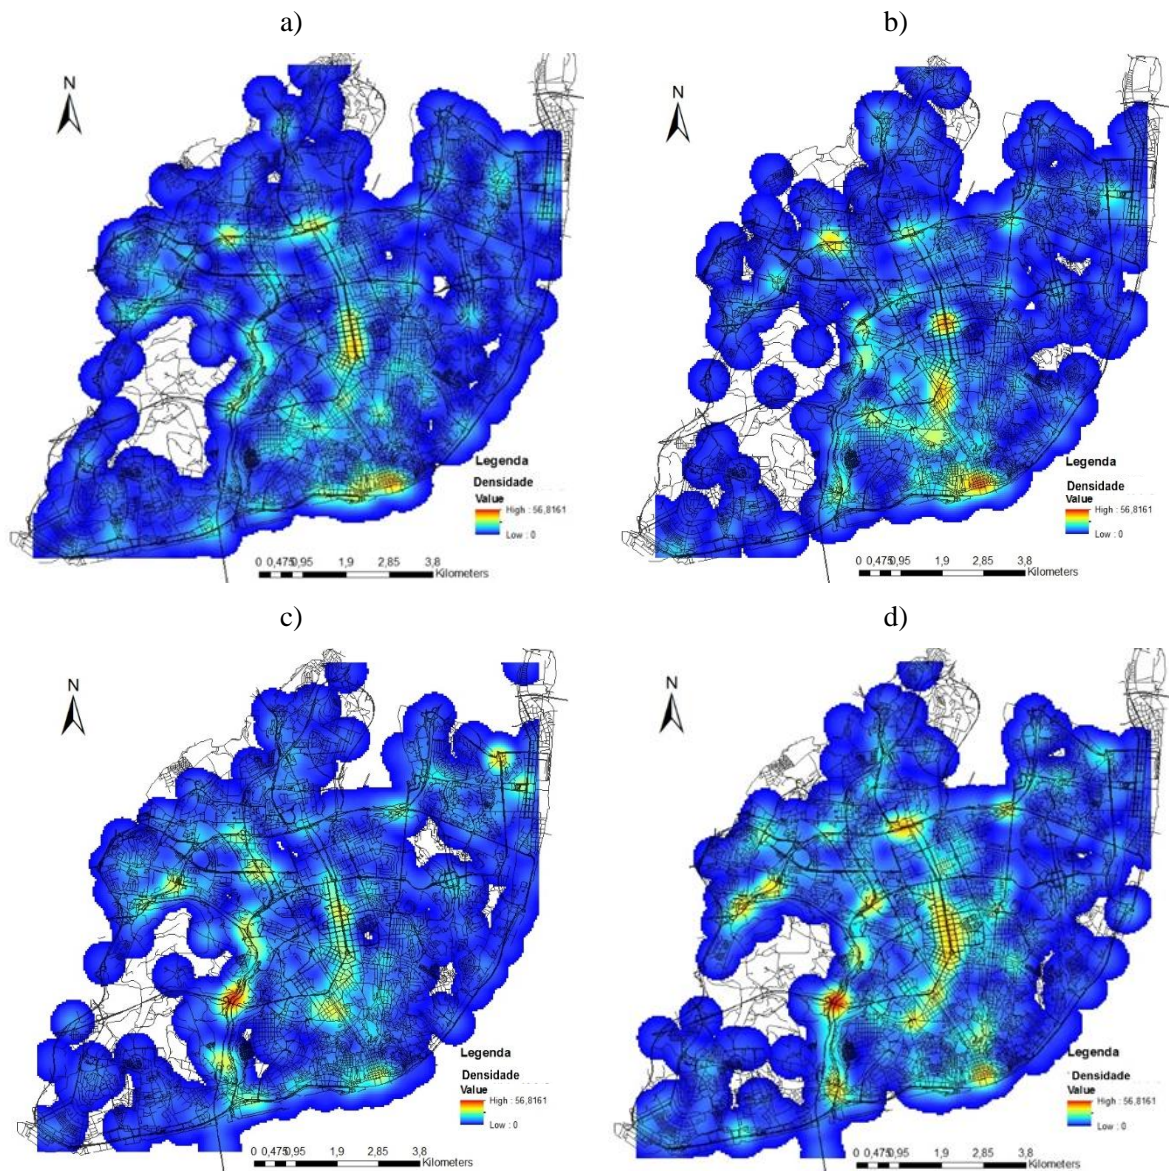 a)
b)
N
N
Legenda
Densidade
Value
High : 56,8161
Low : 0
0 0,475 0,95 1,9 2,85 3,8
Kilometers
Legenda
Densidade
Value
High : 56,8161
Low : 0
0 0,475 0,95 1,9 2,85 3,8
Kilometers
c)
d)
N
N
Legenda
Densidade
Value
High : 56,8161
Low : 0
0 0,475 0,95 1,9 2,85 3,8
Kilometers
Legenda
Densidade
Value
High : 56,8161
Low : 0
0 0,475 0,95 1,9 2,85 3,8
Kilometers